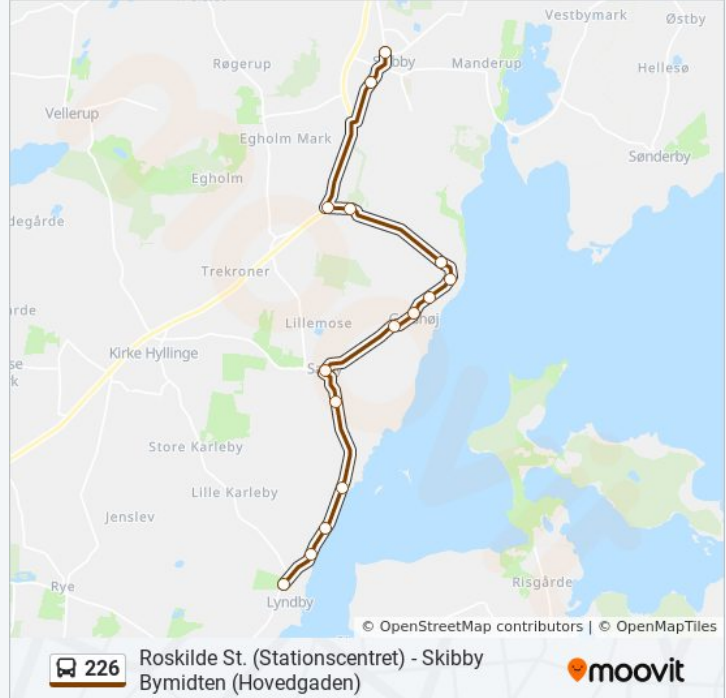 Vestbymark
Østby
Skibby
Røgerup
Manderup
Hellesø
Vellerup
Egholm Mark
Sønderby
Egholm
degårde
Trekroner
arde
Lillemose
Kirke Hyllinge
Store Karleby
Lille Karleby
Jenslev
Risgårde
Rye
Lyndby
© OpenStreetMap contributors | © OpenMapTiles
226
Roskilde St. (Stationscentret) - Skibby
Bymidten (Hovedgaden)
moovit